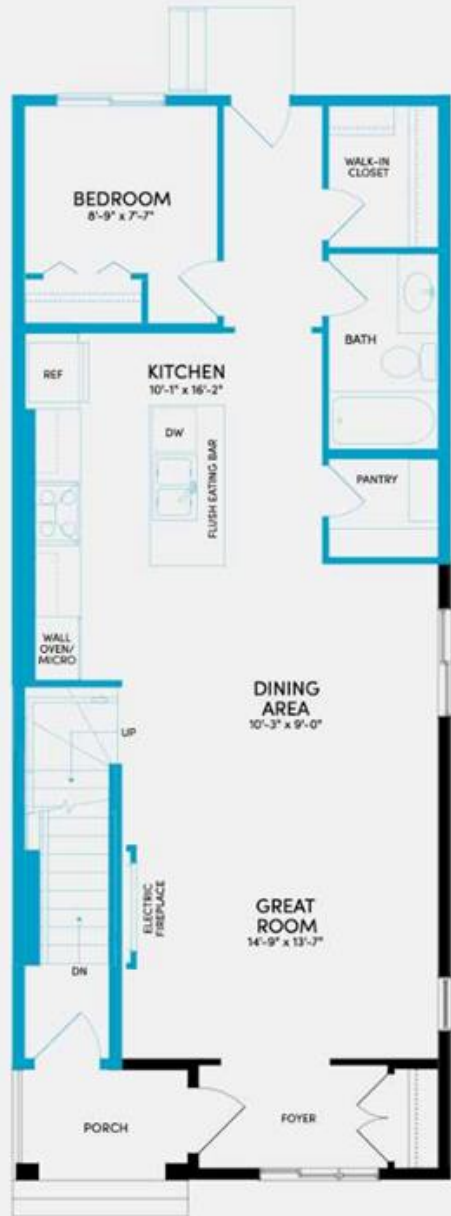 WALK-IN
CLOSET
BEDROOM
8'-9" x 7'-7"
BATH
REF
KITCHEN
10'-1" x 16'-2"
DW
FLUSH EATING BAR
PANTRY
WALL
OVEN/
MICRO
DINING
AREA
10'-3" x 9'-0"
UP
ELECTRIC
FIREPLACE
GREAT
ROOM
14'-9" x 13'-7"
DN
PORCH
FOYER